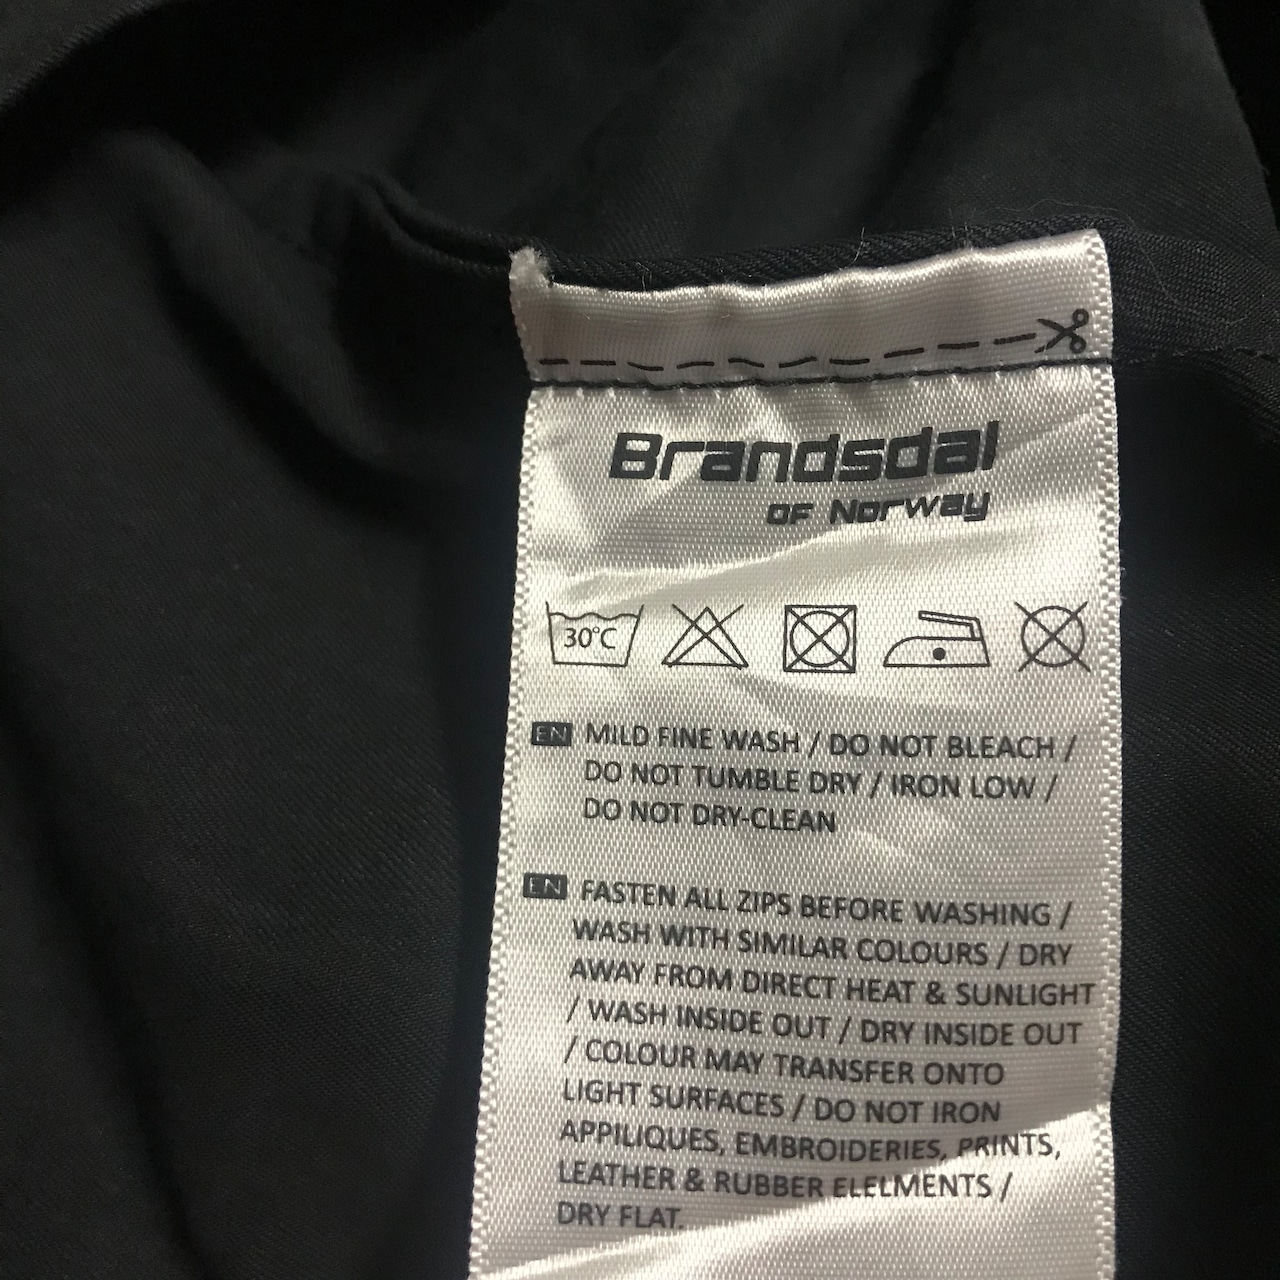 Brandsdal
OF Norway
30°C
EN MILD FINE WASH / DO NOT BLEACH /
DO NOT TUMBLE DRY / IRON LOW /
DO NOT DRY-CLEAN
EN FASTEN ALL ZIPS BEFORE WASHING /
WASH WITH SIMILAR COLOURS / DRY
AWAY FROM DIRECT HEAT & SUNLIGHT
/ WASH INSIDE OUT / DRY INSIDE OUT
/ COLOUR MAY TRANSFER ONTO
LIGHT SURFACES / DO NOT IRON
APPILIQUES, EMBROIDERIES, PRINTS,
LEATHER & RUBBER ELELMENTS /
DRY FLAT.